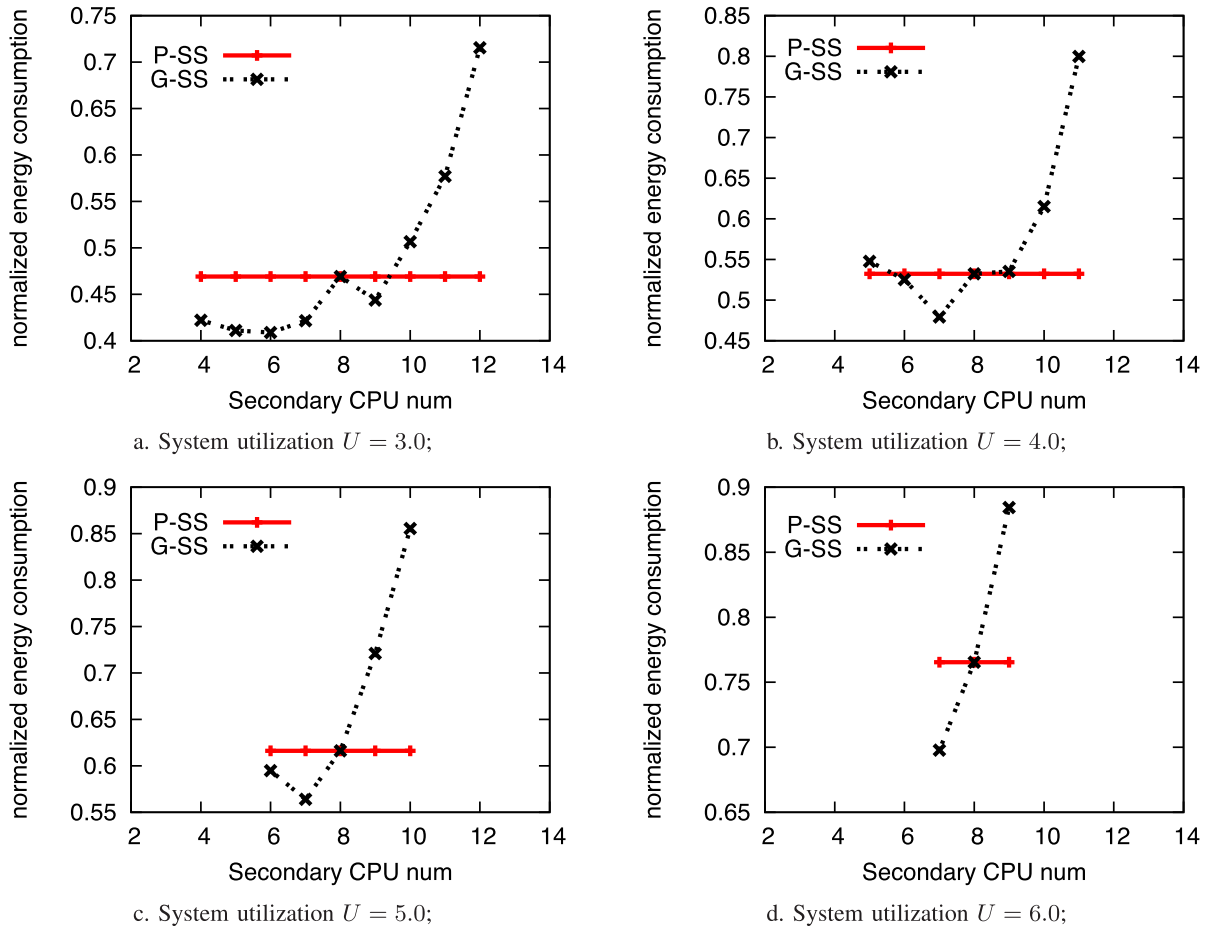 0.75
0.7
0.65
0.6
0.55
0.5
0.45
0.4
2 4 6 8 10 12 14
normalized energy consumption
Secondary CPU num
P-SS
G-SS
a. System utilization U = 3.0;
0.85
0.8
0.75
0.7
0.65
0.6
0.55
0.5
0.45
2 4 6 8 10 12 14
normalized energy consumption
Secondary CPU num
P-SS
G-SS
b. System utilization U = 4.0;
0.9
0.85
0.8
0.75
0.7
0.65
0.6
0.55
2 4 6 8 10 12 14
normalized energy consumption
Secondary CPU num
P-SS
G-SS
c. System utilization U = 5.0;
0.9
0.85
0.8
0.75
0.7
0.65
2 4 6 8 10 12 14
normalized energy consumption
Secondary CPU num
P-SS
G-SS
d. System utilization U = 6.0;